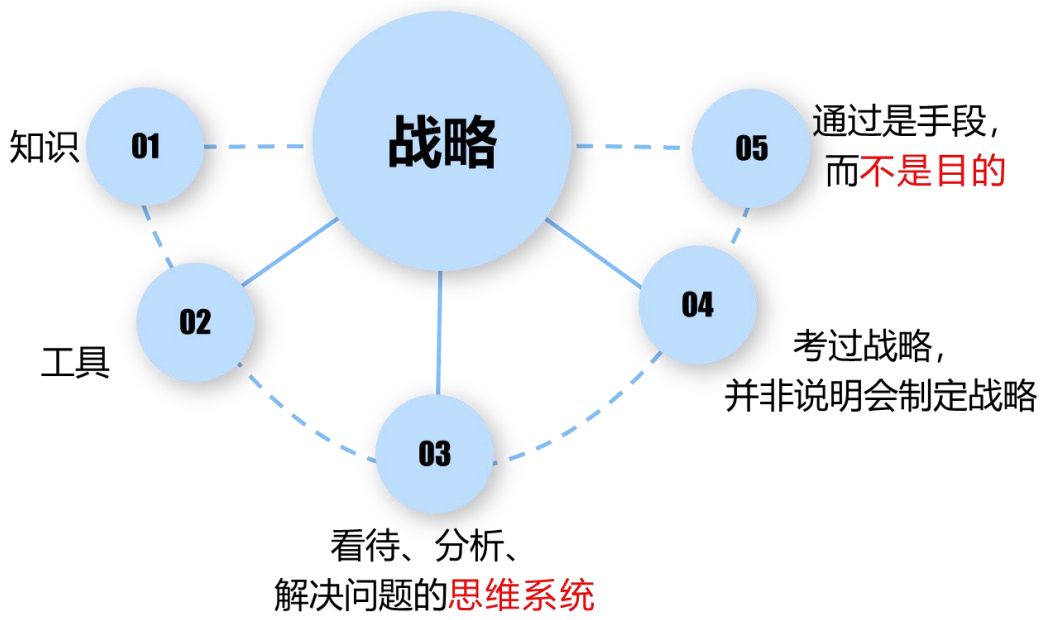 战略
01
知识
02
工具
03
看待、分析、
解决问题的思维系统
04
考过战略，
并非说明会制定战略
05
通过是手段，
而不是目的